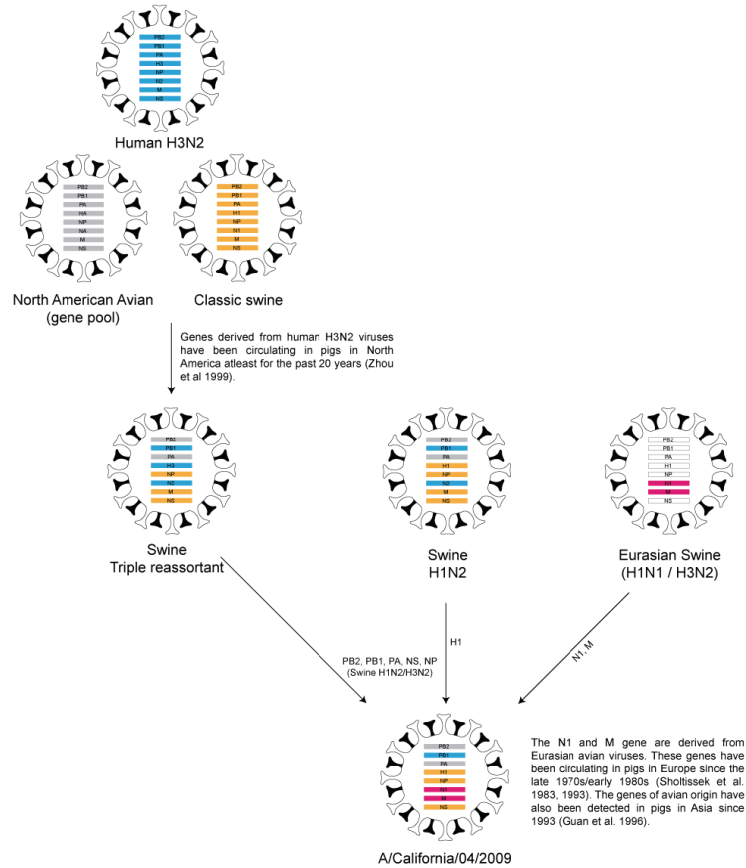 PB2
PB1
PA
H3
NP
N2
M
NS
Human H3N2
PB2
PB1
PA
HA
NP
NA
M
NS
North American Avian
(gene pool)
PB2
PB1
PA
H1
NP
N1
M
NS
Classic swine
Genes derived from human H3N2 viruses
have been circulating in pigs in North
America atleast for the past 20 years (Zhou
et al 1999).
PB2
PB1
PA
H3
NP
N2
M
NS
Swine
Triple reassortant
PB2
PB1
PA
H1
NP
N2
M
NS
Swine
H1N2
PB2
PB1
PA
H1
NP
N1
M
NS
Eurasian Swine
(H1N1 / H3N2)
PB2, PB1, PA, NS, NP
(Swine H1N2/H3N2)
H1
N1, M
PB2
PB1
PA
H1
NP
N1
M
NS
A/California/04/2009
The N1 and M gene are derived from
Eurasian avian viruses. These genes have
been circulating in pigs in Europe since the
late 1970s/early 1980s (Sholtissek et al.
1983, 1993). The genes of avian origin have
also been detected in pigs in Asia since
1993 (Guan et al. 1996).